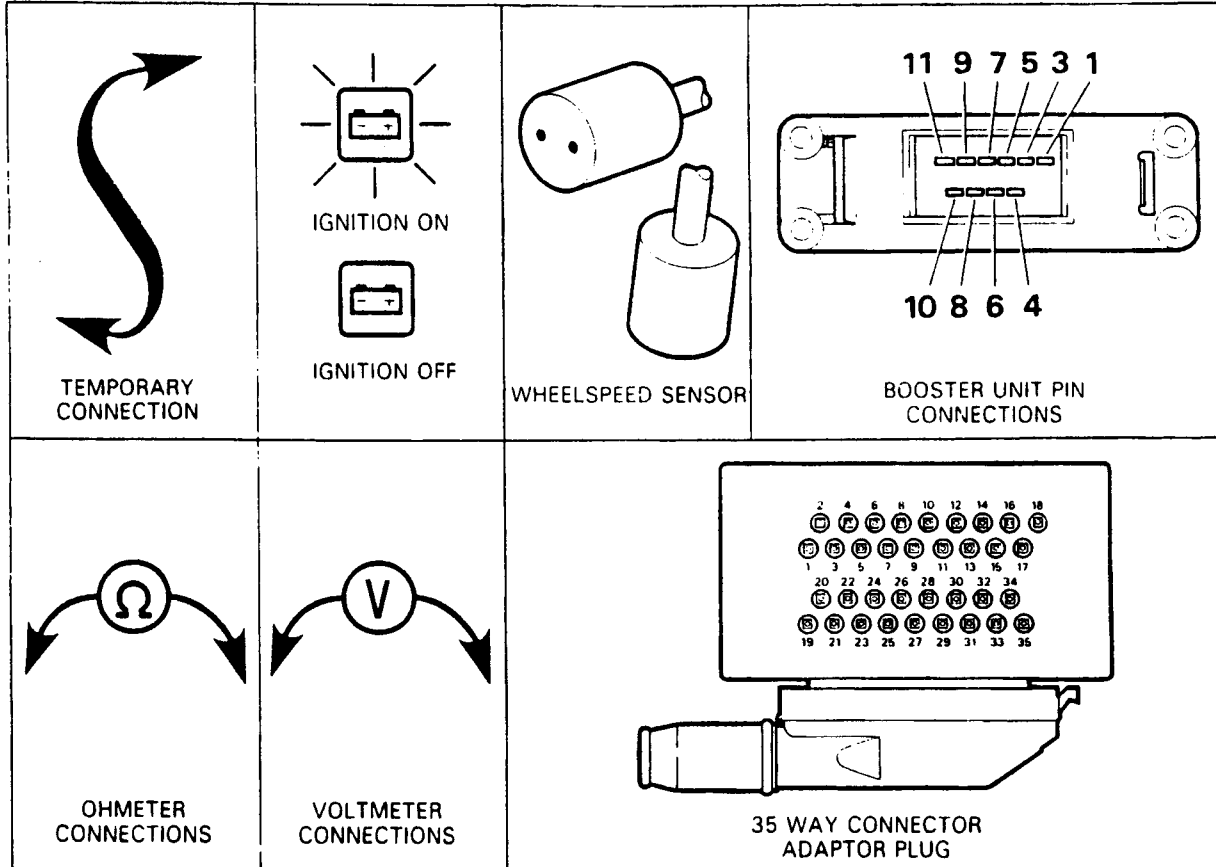 TEMPORARY
CONNECTION
IGNITION ON
IGNITION OFF
WHEELSPEED SENSOR
11 9 7 5 3 1
10 8 6 4
BOOSTER UNIT PIN
CONNECTIONS
Ω
OHMETER
CONNECTIONS
V
VOLTMETER
CONNECTIONS
2 4 6 8 10 12 14 16 18
1 3 5 7 9 11 13 15 17
20 22 24 26 28 30 32 34
19 21 23 25 27 29 31 33 35
35 WAY CONNECTOR
ADAPTOR PLUG